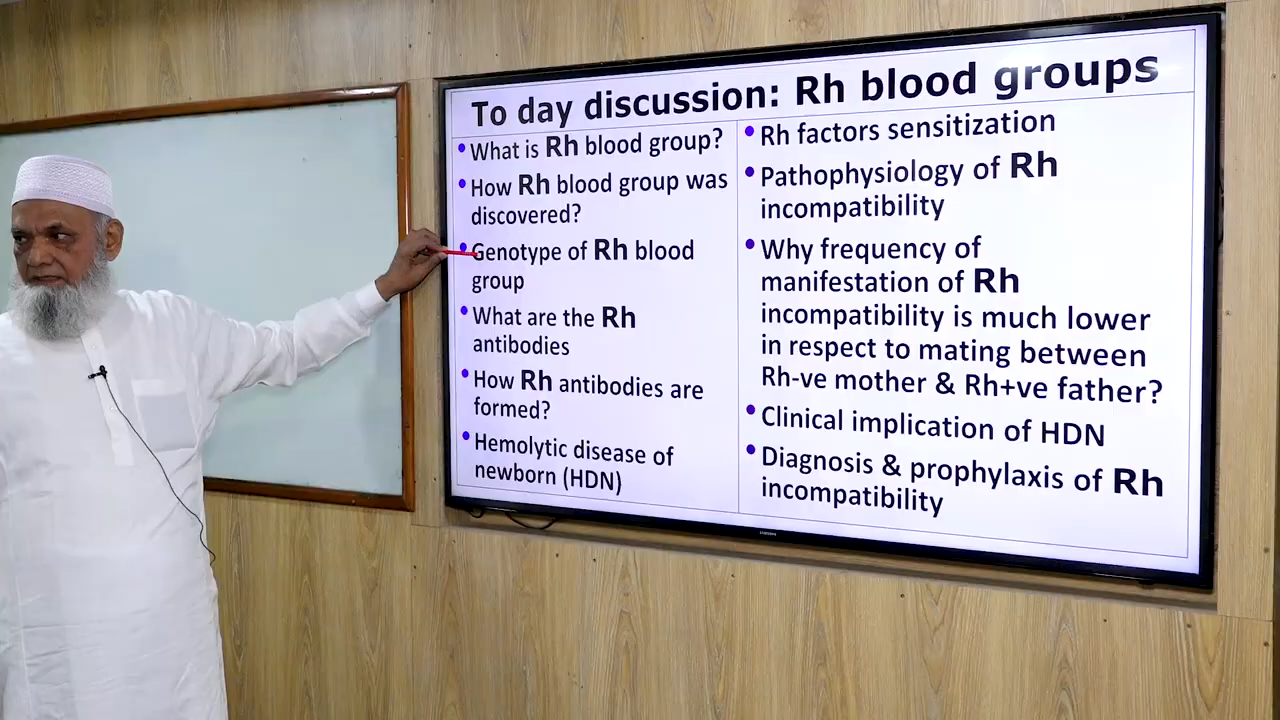 To day discussion: Rh blood groups
• What is Rh blood group?
• How Rh blood group was
discovered?
• Genotype of Rh blood
group
• What are the Rh
antibodies
• How Rh antibodies are
formed?
• Hemolytic disease of
newborn (HDN)
• Rh factors sensitization
• Pathophysiology of Rh
incompatibility
• Why frequency of
manifestation of Rh
incompatibility is much lower
in respect to mating between
Rh-ve mother & Rh+ve father?
• Clinical implication of HDN
• Diagnosis & prophylaxis of Rh
incompatibility
SAMSUNG